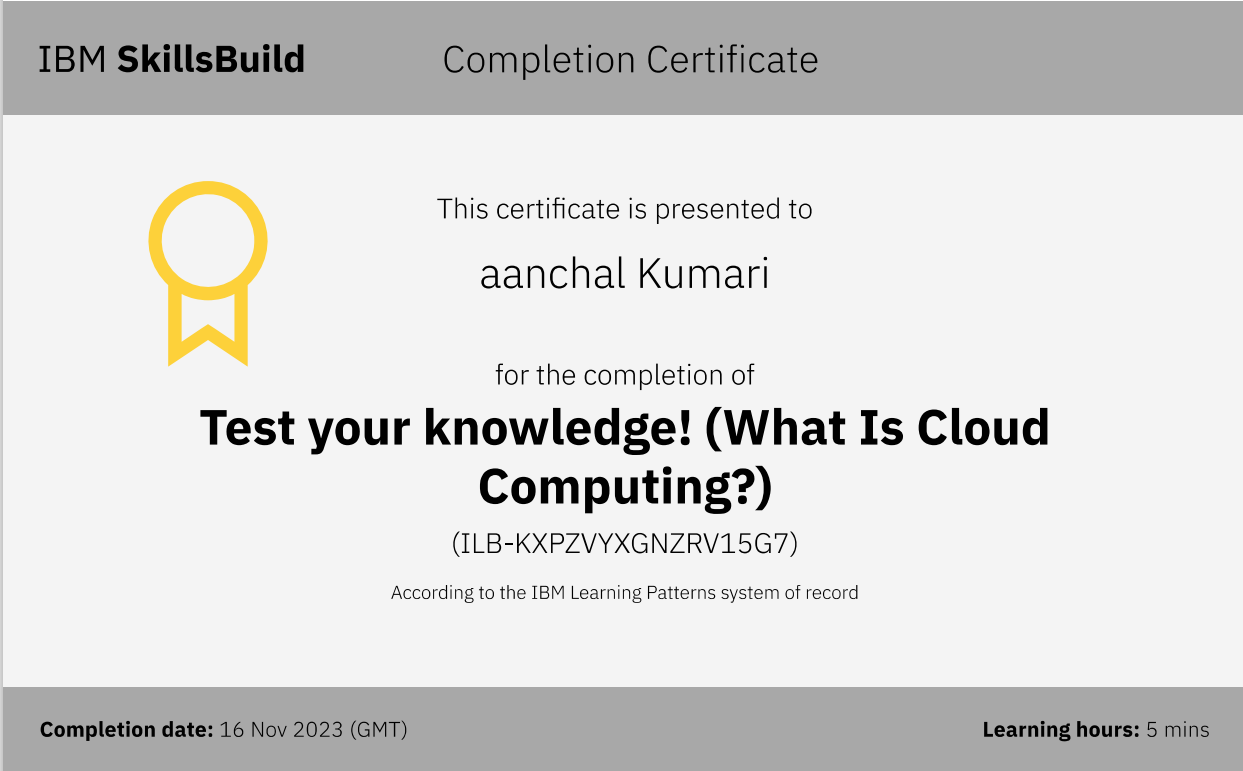 IBM SkillsBuild
Completion Certificate
This certificate is presented to
aanchal Kumari
for the completion of
Test your knowledge! (What Is Cloud
Computing?)
(ILB-KXPZVYXGNZRV15G7)
According to the IBM Learning Patterns system of record
Completion date: 16 Nov 2023 (GMT)
Learning hours: 5 mins